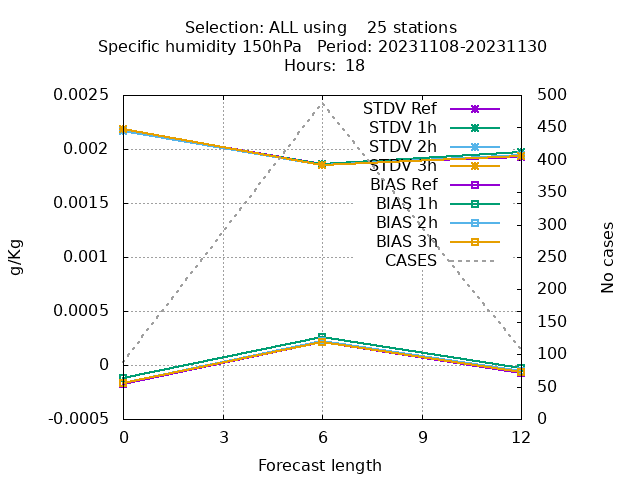 Selection: ALL using    25 stations
Specific humidity 150hPa   Period: 20231108-20231130
Hours: 18
0.0025
0.002
0.0015
0.001
0.0005
0
-0.0005
g/Kg
STDV Ref
STDV 1h
STDV 2h
STDV 3h
BIAS Ref
BIAS 1h
BIAS 2h
BIAS 3h
CASES
500
450
400
350
300
250
200
150
100
50
0
No cases
0 3 6 9 12
Forecast length